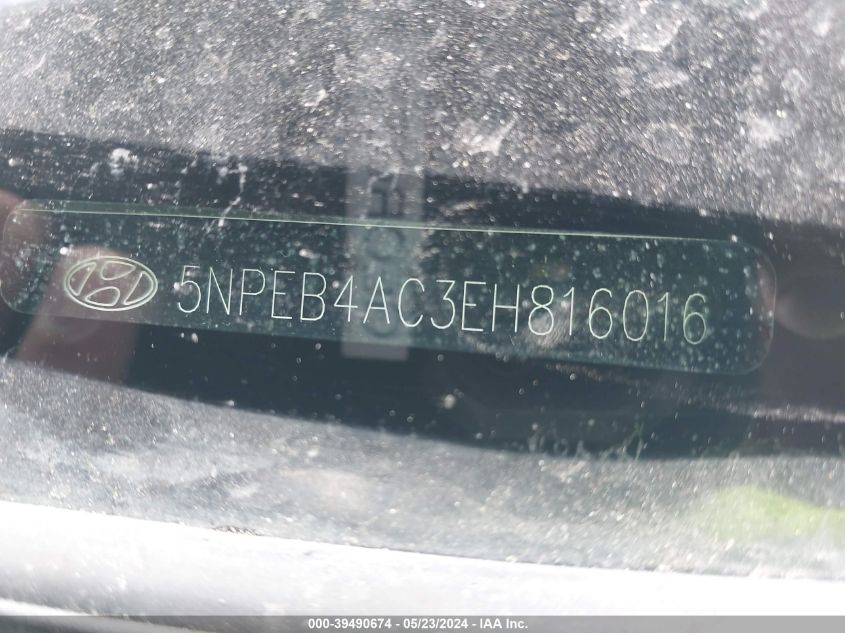 5NPEB4AC3EH816016
000-39490674 - 05/23/2024 - IAA Inc.